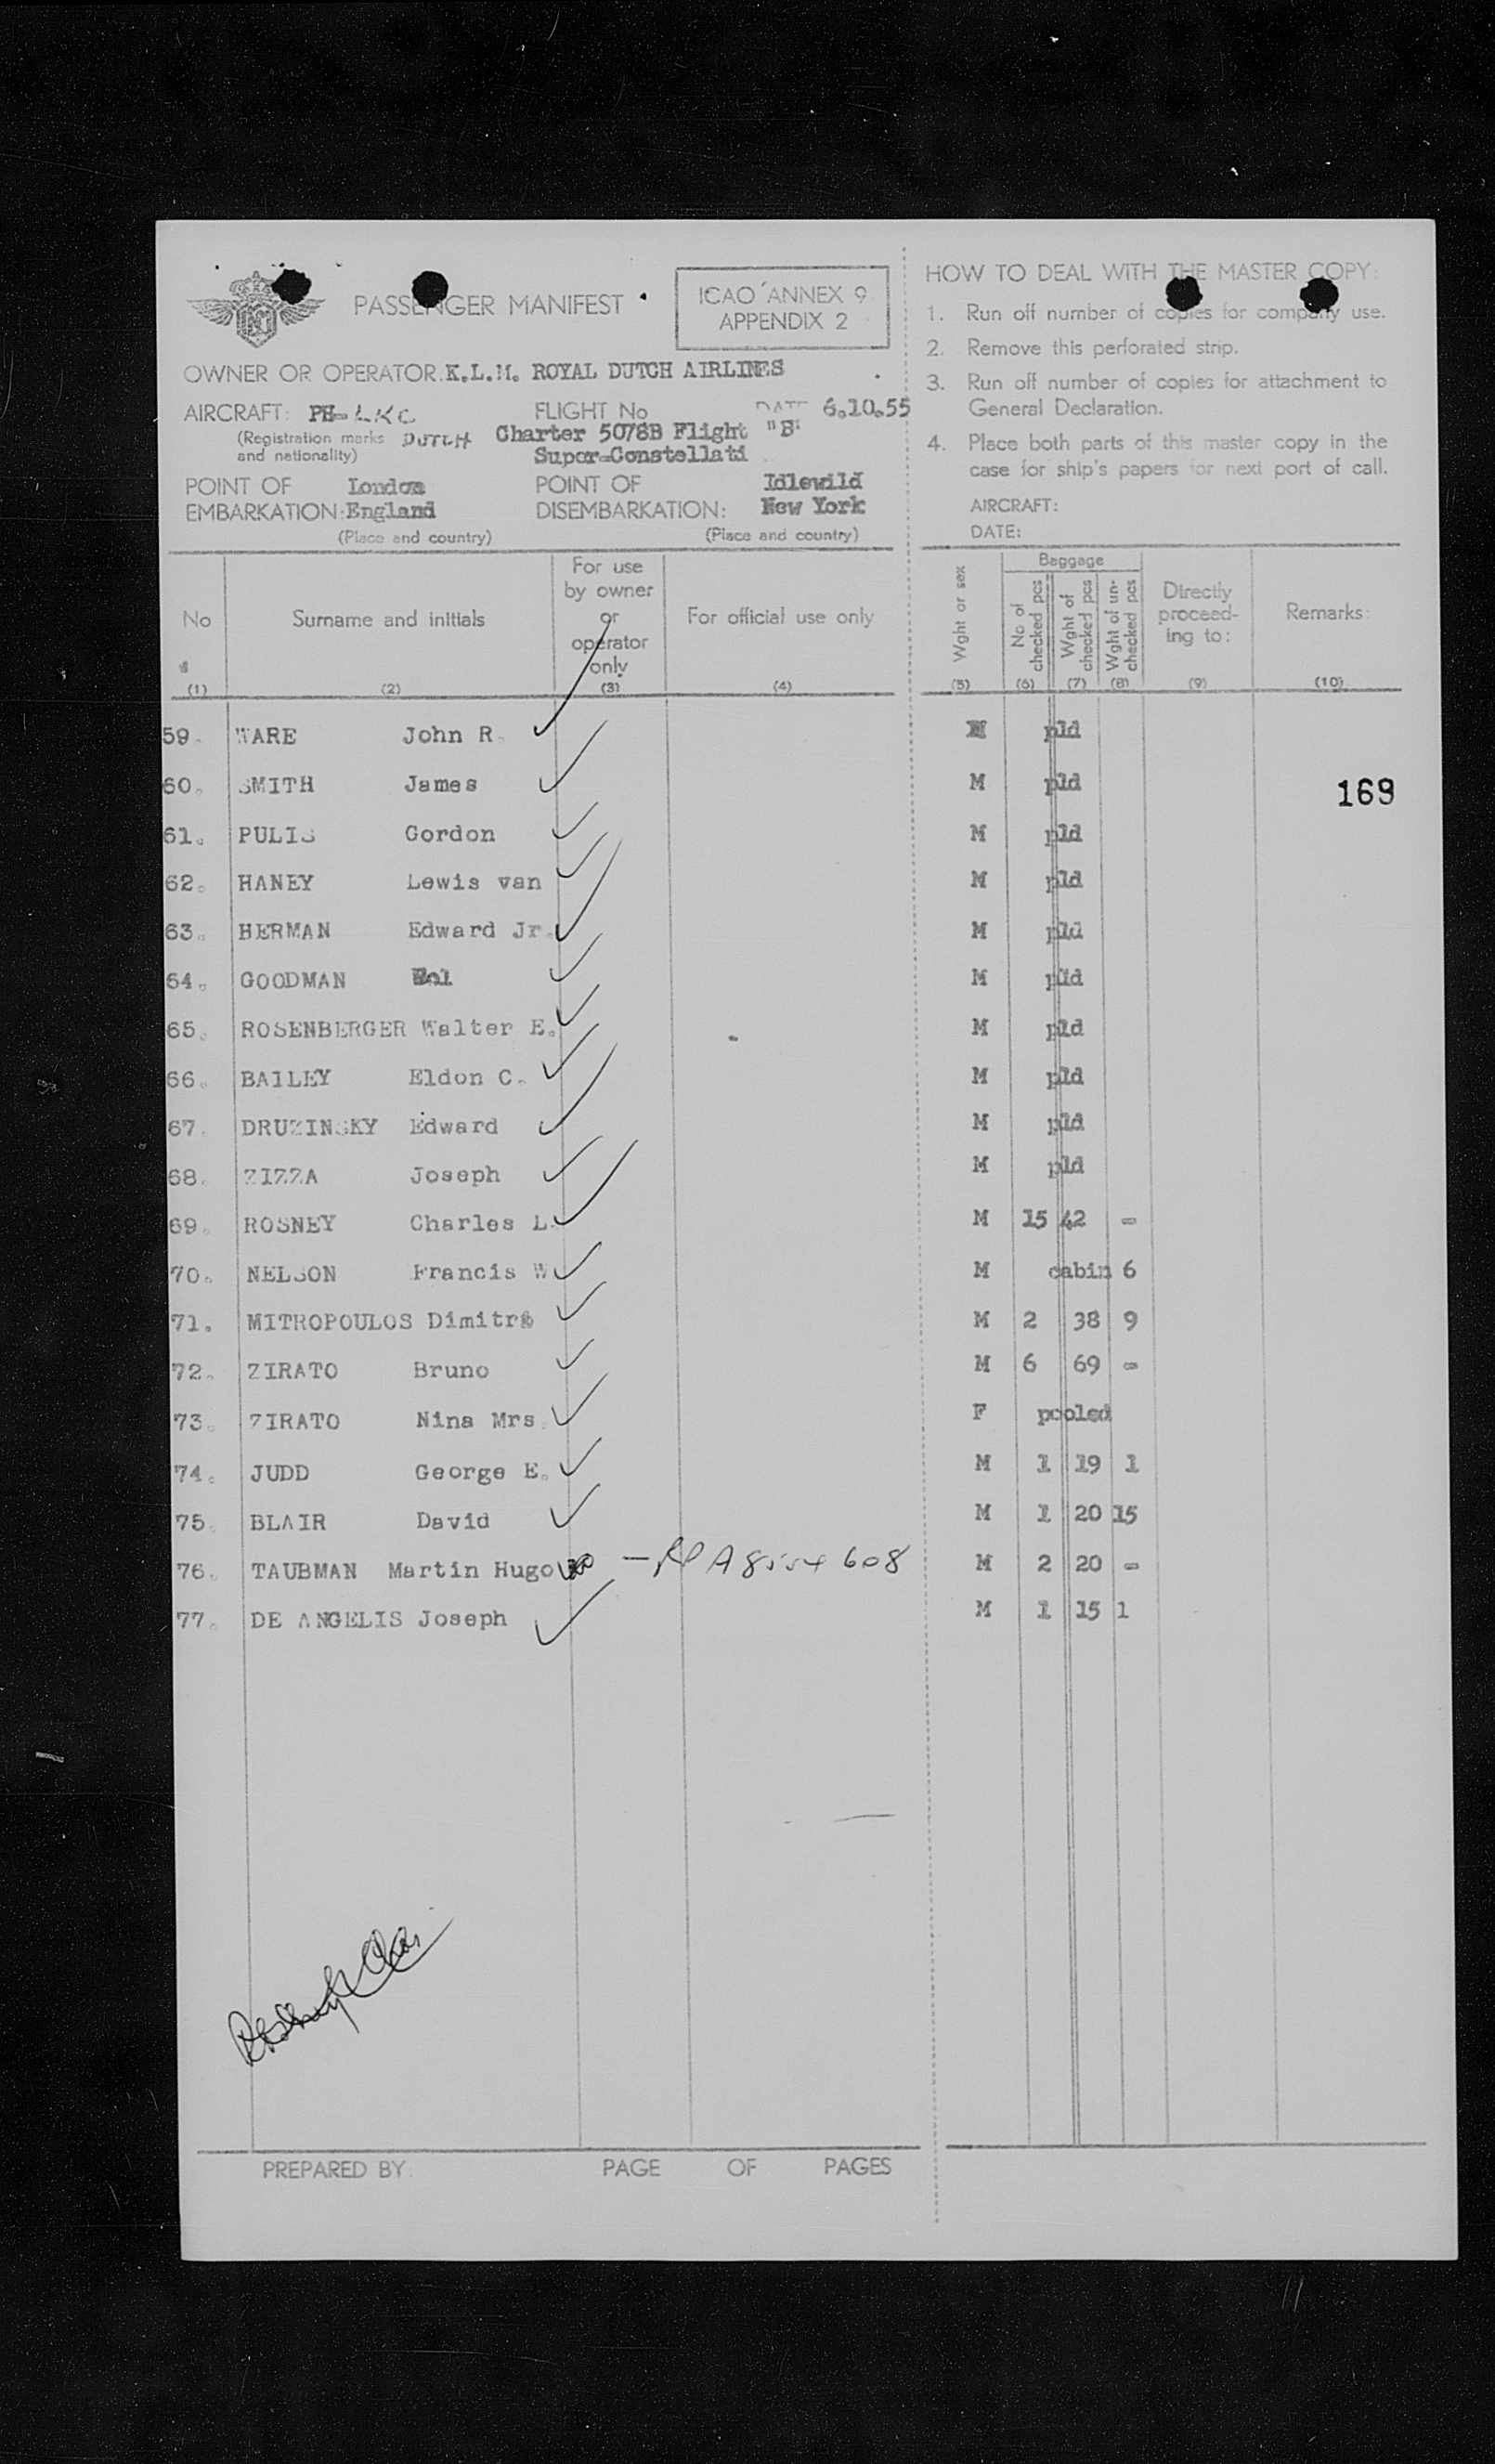 PASSENGER MANIFEST
ICAO ANNEX 9
APPENDIX 2
OWNER OR OPERATOR: K.L.M. ROYAL DUTCH AIRLINES
AIRCRAFT: PH-LKC FLIGHT No DATE 6.10.55
(Registration marks and nationality) DUTCH Charter 5078B Flight "B"
Super-Constellati
POINT OF EMBARKATION: London England
(Place and country)
POINT OF DISEMBARKATION: Idlewild New York
(Place and country)
HOW TO DEAL WITH THE MASTER COPY:
1. Run off number of copies for company use.
2. Remove this perforated strip.
3. Run off number of copies for attachment to
General Declaration.
4. Place both parts of this master copy in the
case for ship's papers for next port of call.
AIRCRAFT:
DATE:
No Surname and initials For use by owner or operator only For official use only Wght or sex Baggage No of checked pcs Wght of checked pcs Wght of un-checked pcs Directly proceed-ing to: Remarks:
(1) (2) (3) (4) (5) (6) (7) (8) (9) (10)
59. WARE John R. M pld
60. SMITH James M pld
169
61. PULIS Gordon M pld
62. HANEY Lewis van M pld
63. HERMAN Edward Jr. M pld
64. GOODMAN M pld
65. ROSENBERGER Walter E. M pld
66. BAILEY Eldon C. M pld
67. DRUZINSKY Edward M pld
68. ZIZZA Joseph M pld
69. ROSNEY Charles L. M 15 42 -
70. NELSON Francis W M cabin 6
71. MITROPOULOS Dimitri M 2 38 9
72. ZIRATO Bruno M 6 69 -
73. ZIRATO Nina Mrs. F pooled
74. JUDD George E. M 1 19 1
75. BLAIR David M 1 20 15
76. TAUBMAN Martin Hugo M 2 20 -
77. DE ANGELIS Joseph M 1 15 1
PREPARED BY: PAGE OF PAGES